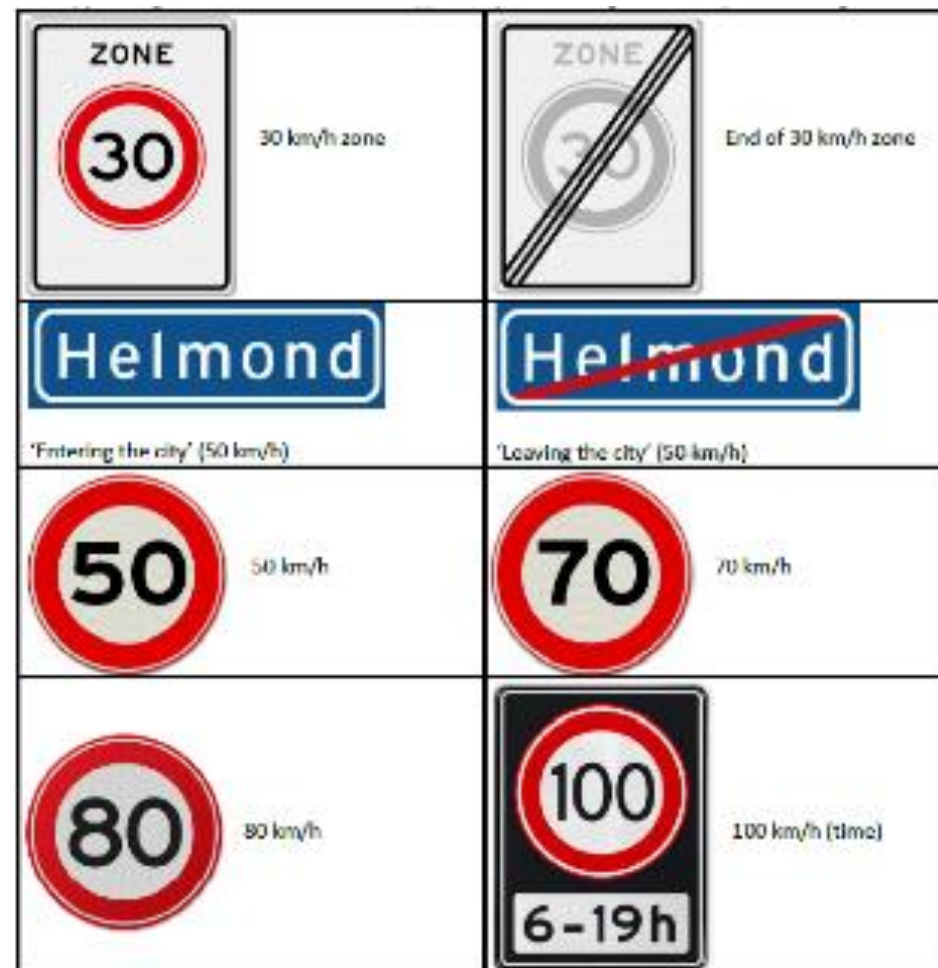 ZONE
30
30 km/h zone
ZONE
30
End of 30 km/h zone
Helmond
'Entering the city' (50 km/h)
Helmond
'Leaving the city' (50 km/h)
50
50 km/h
70
70 km/h
80
80 km/h
100
6-19h
100 km/h (time)